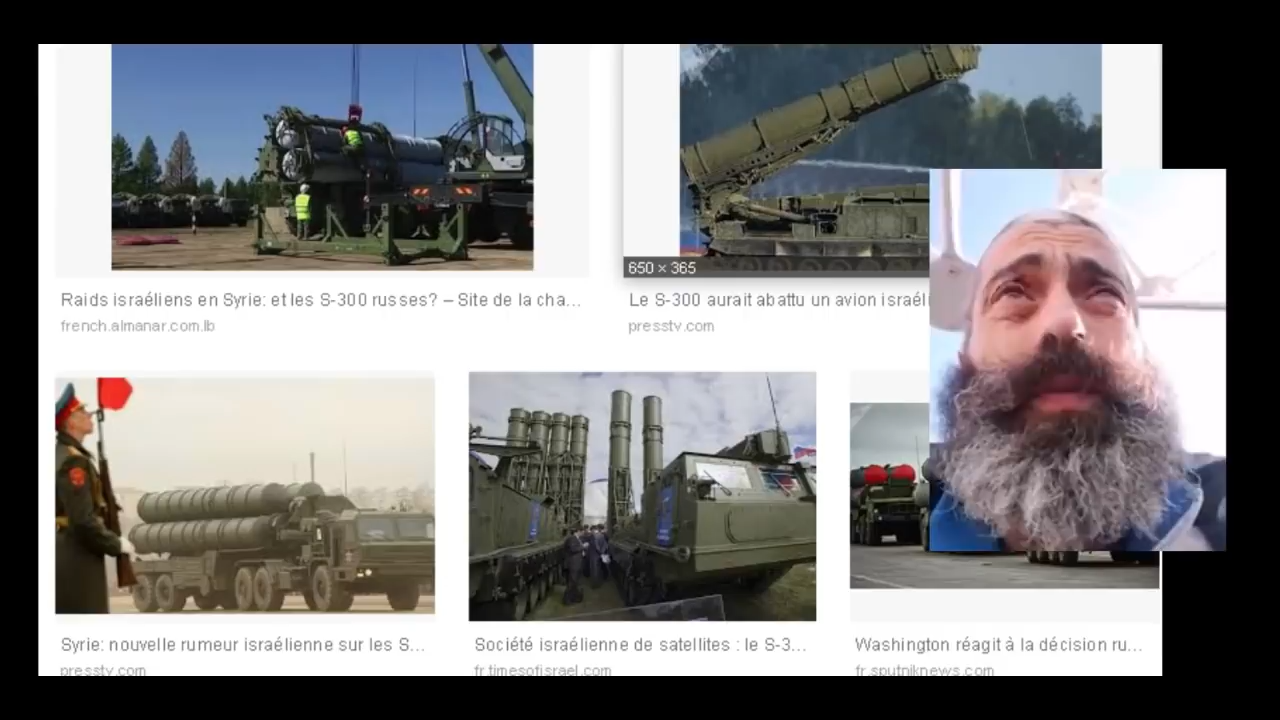 650 × 365
Raids israéliens en Syrie: et les S-300 russes? – Site de la cha...
Le S-300 aurait abattu un avion israéli
french.almanar.com.lb
presstv.com
Syrie: nouvelle rumeur israélienne sur les S...
Société israélienne de satellites : le S-3...
Washington réagit à la décision ru...
presstv.com
fr.timesofisrael.com
fr.sputniknews.com